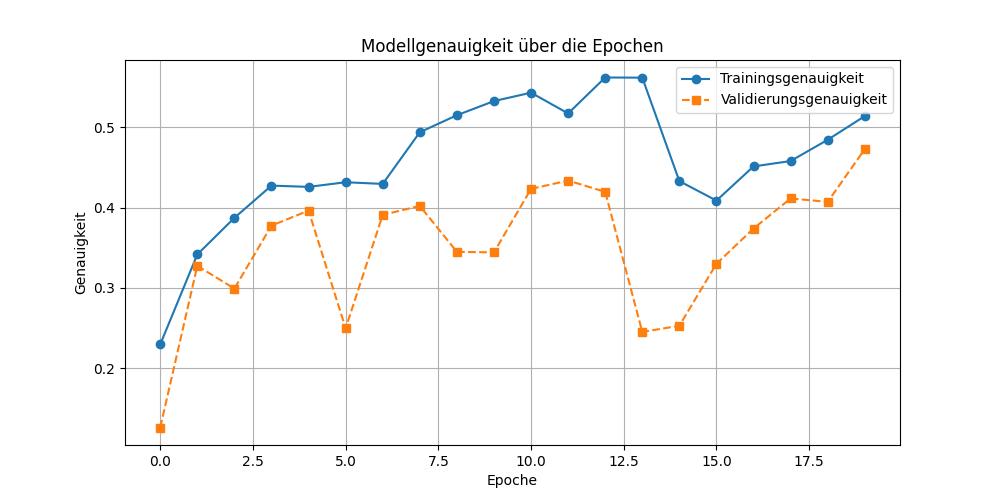 Modellgenauigkeit über die Epochen
Trainingsgenauigkeit
Validierungsgenauigkeit
Genauigkeit
0.5
0.4
0.3
0.2
0.0 2.5 5.0 7.5 10.0 12.5 15.0 17.5
Epoche